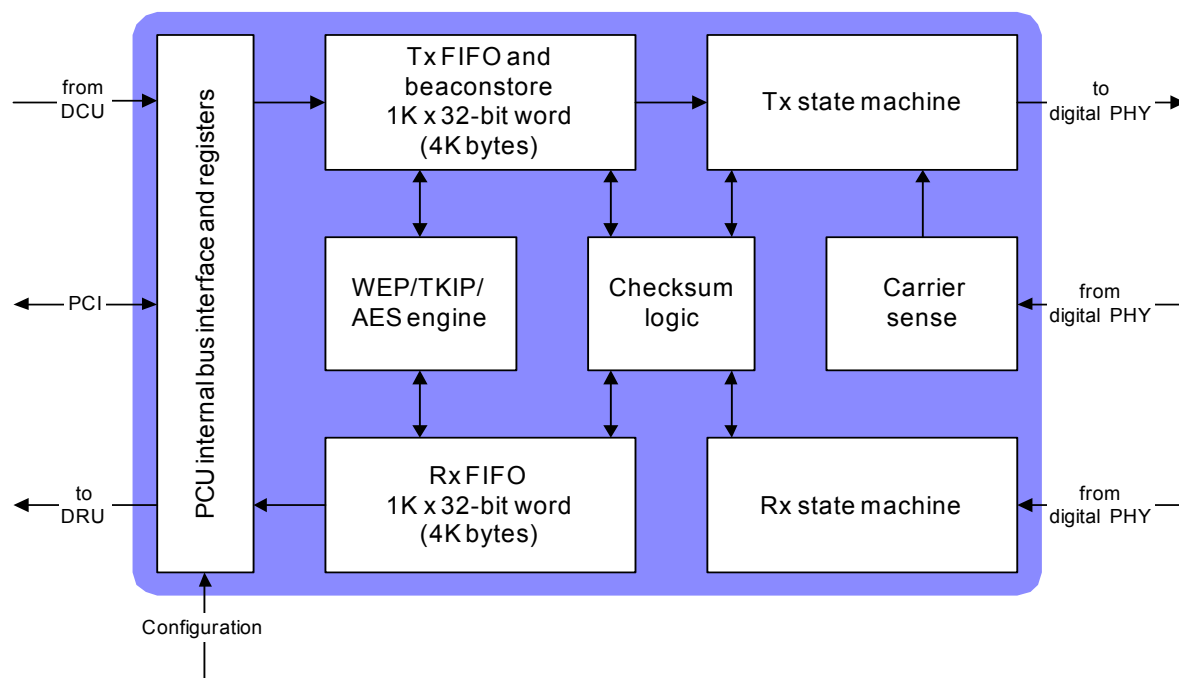 from
DCU
PCI
to
DRU
Configuration
PCU internal bus interface and registers
Tx FIFO and
beaconstore
1K x 32-bit word
(4K bytes)
Tx state machine
to
digital PHY
WEP/TKIP/
AES engine
Checksum
logic
Carrier
sense
from
digital PHY
Rx FIFO
1K x 32-bit word
(4K bytes)
Rx state machine
from
digital PHY